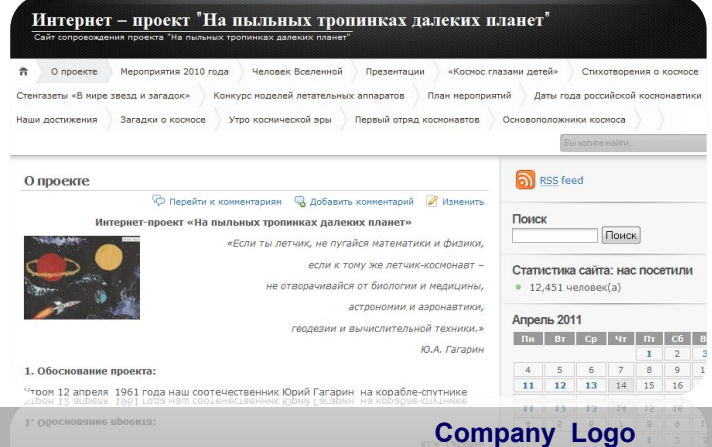 Интернет – проект "На пыльных тропинках далеких планет"
Сайт сопровождения проекта "На пыльных тропинках далеких планет"
О проекте Мероприятия 2010 года Человек Вселенной Презентации «Космос глазами детей» Стихотворения о космосе
Стенгазеты «В мире звезд и загадок» Конкурс моделей летательных аппаратов План мероприятий Даты года российской космонавтики
Наши достижения Загадки о космосе Утро космической эры Первый отряд космонавтов Основоположники космоса
Вы хотите найти...
О проекте
Перейти к комментариям Добавить комментарий Изменить
Интернет-проект «На пыльных тропинках далеких планет»
«Если ты летчик, не пугайся математики и физики,
если к тому же летчик-космонавт –
не отворачивайся от биологии и медицины,
астрономии и аэронавтики,
геодезии и вычислительной техники.»
Ю.А. Гагарин
1. Обоснование проекта:
Утром 12 апреля 1961 года наш соотечественник Юрий Гагарин на корабле-спутнике
RSS feed
Поиск
Поиск
Статистика сайта: нас посетили
12,451 человек(а)
Апрель 2011
Пн Вт Ср Чт Пт Сб
1 2 3
4 5 6 7 8 9
11 12 13 14 15 16
Company Logo